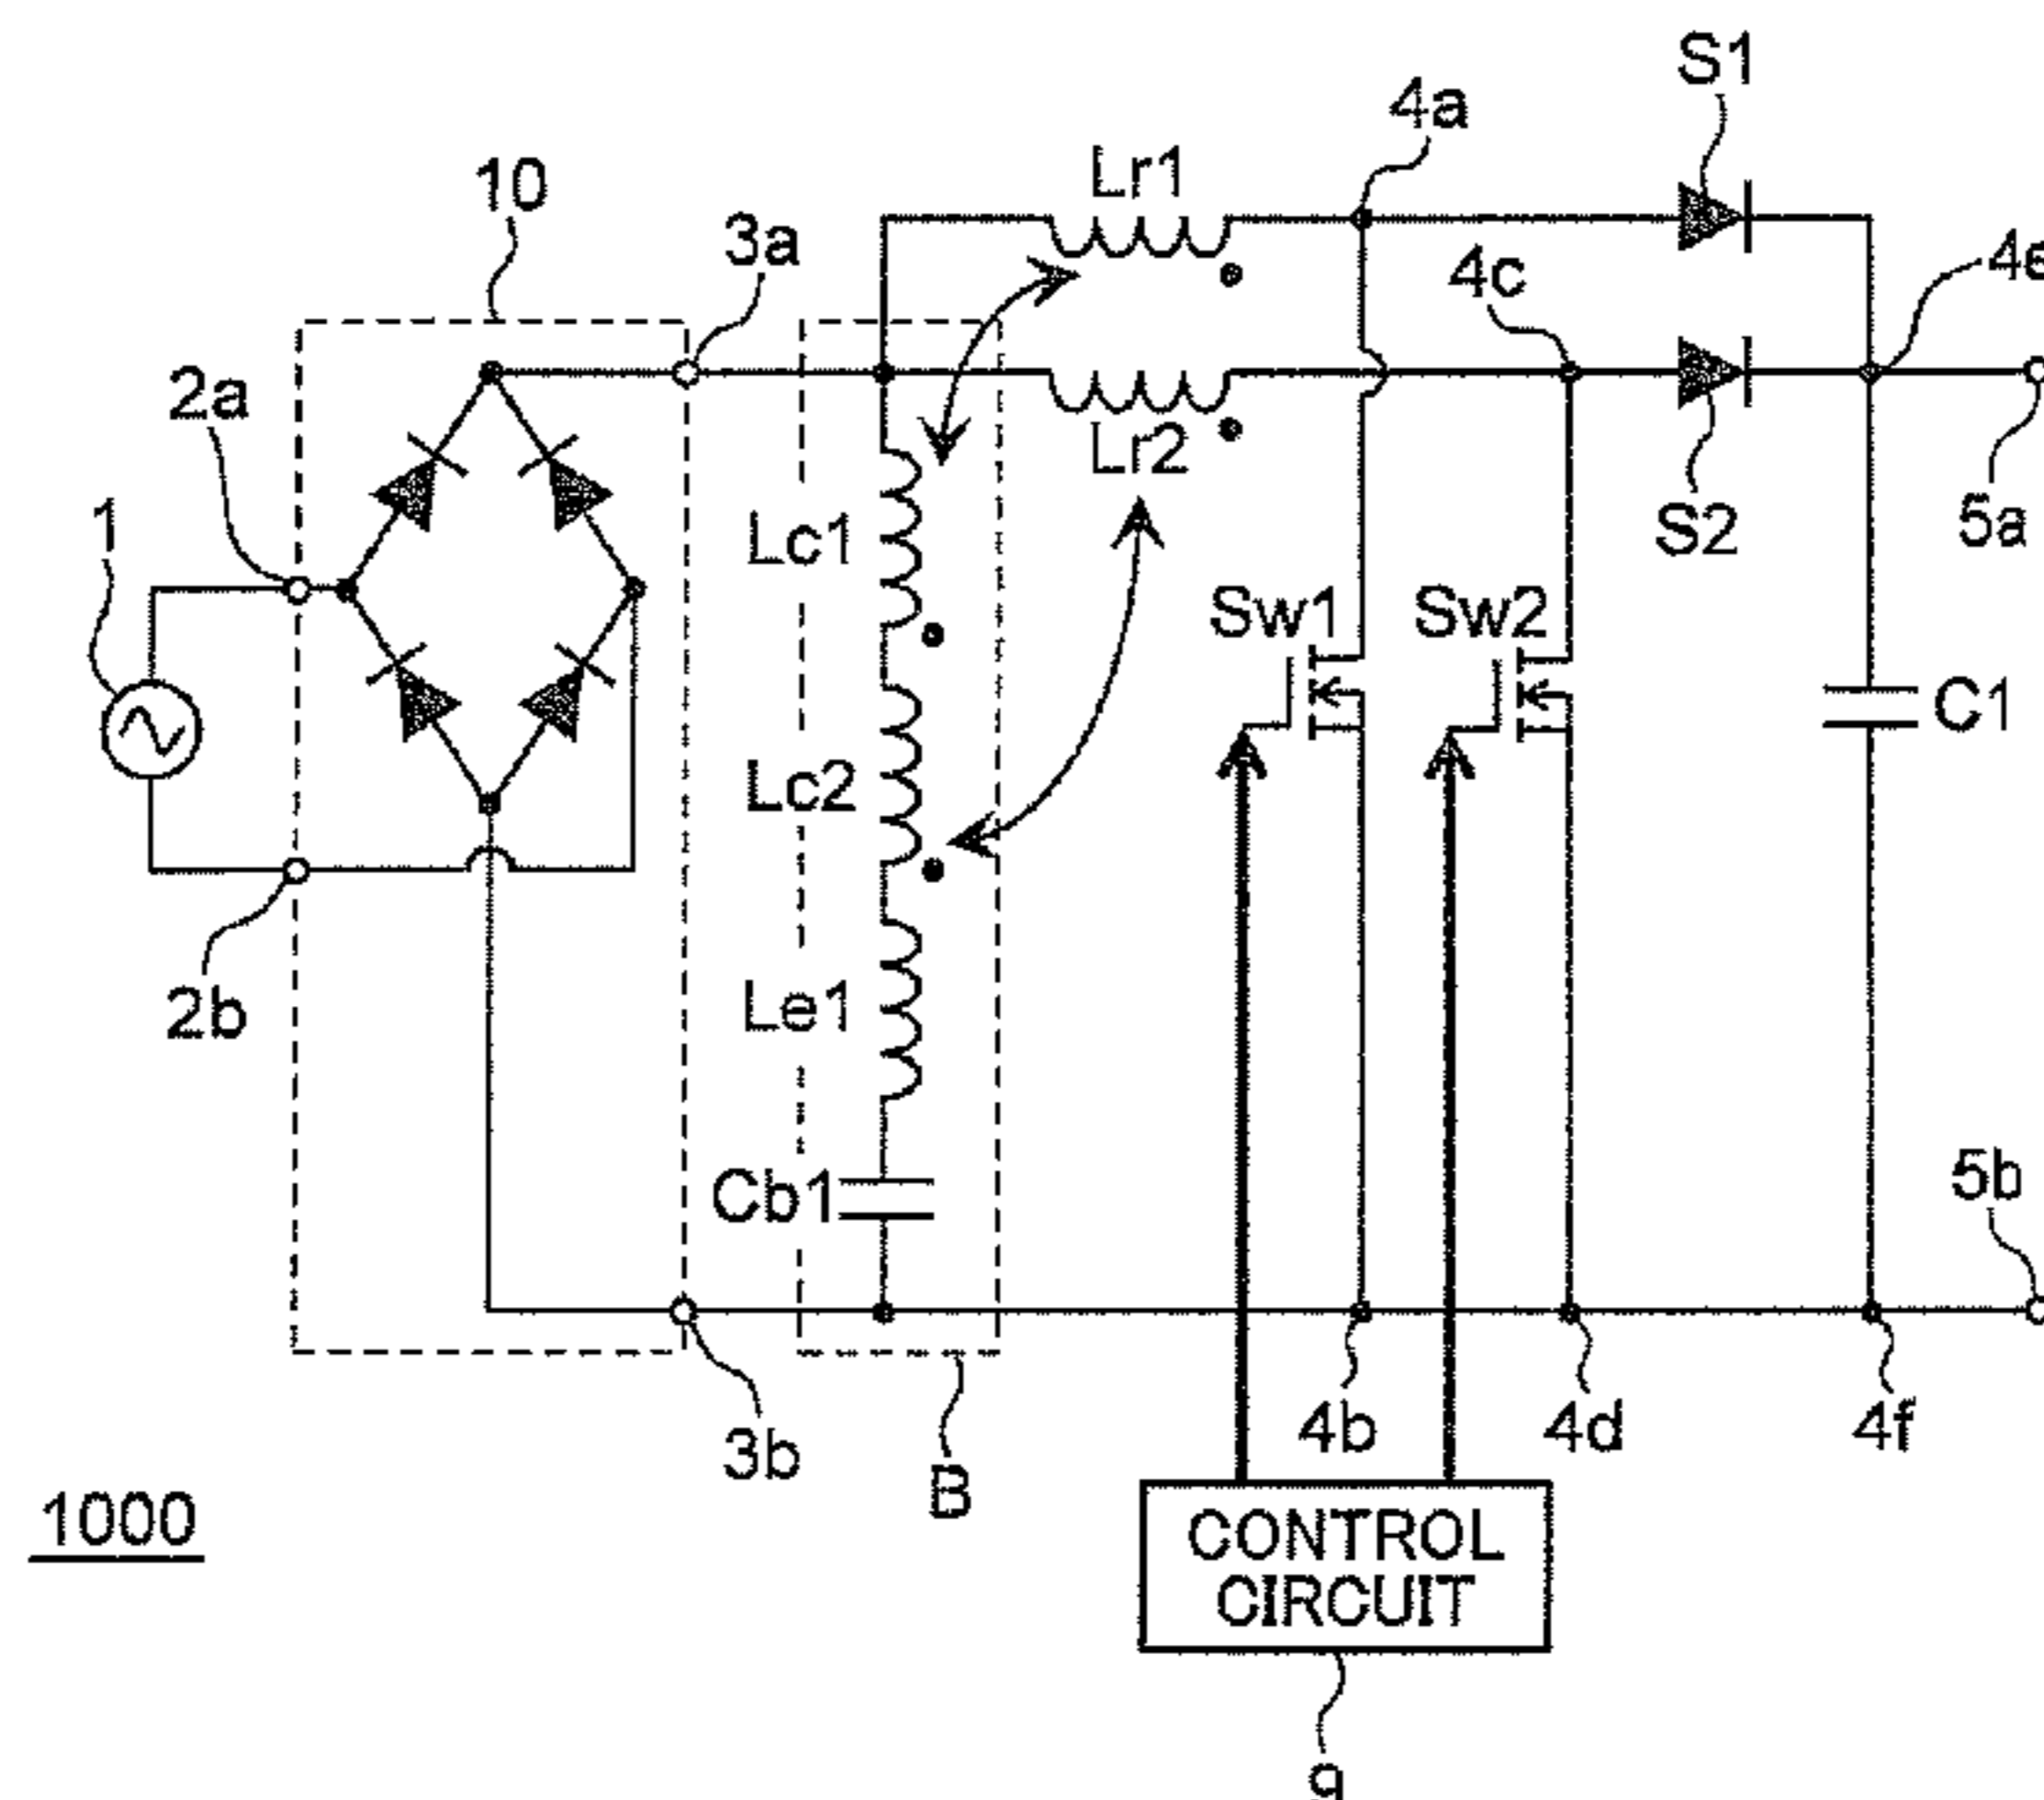 S1
4a
Lr1
10
3a
4c
4e
2a
Lr2
1
Lc1
S2
5a
Sw1
Sw2
C1
Lc2
2b
Le1
Cb1
5b
3b
B
4b
4d
4f
1000
CONTROL
CIRCUIT
9